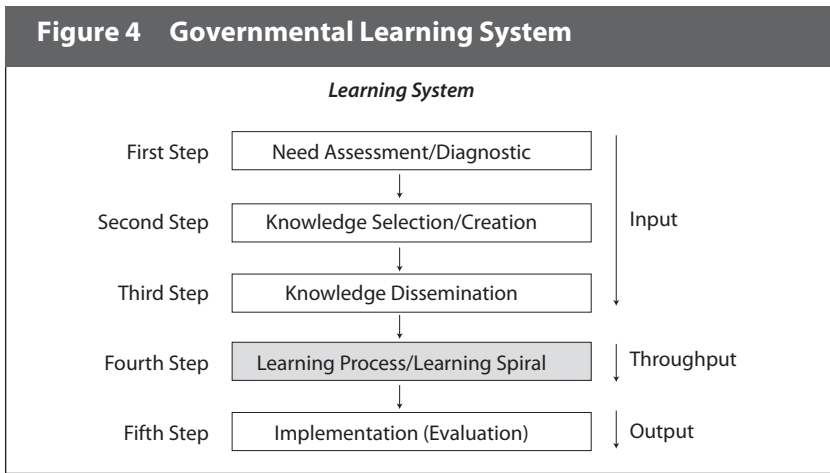 Figure 4 Governmental Learning System
Learning System
First Step Need Assessment/Diagnostic
Second Step Knowledge Selection/Creation Input
Third Step Knowledge Dissemination
Fourth Step Learning Process/Learning Spiral Throughput
Fifth Step Implementation (Evaluation) Output